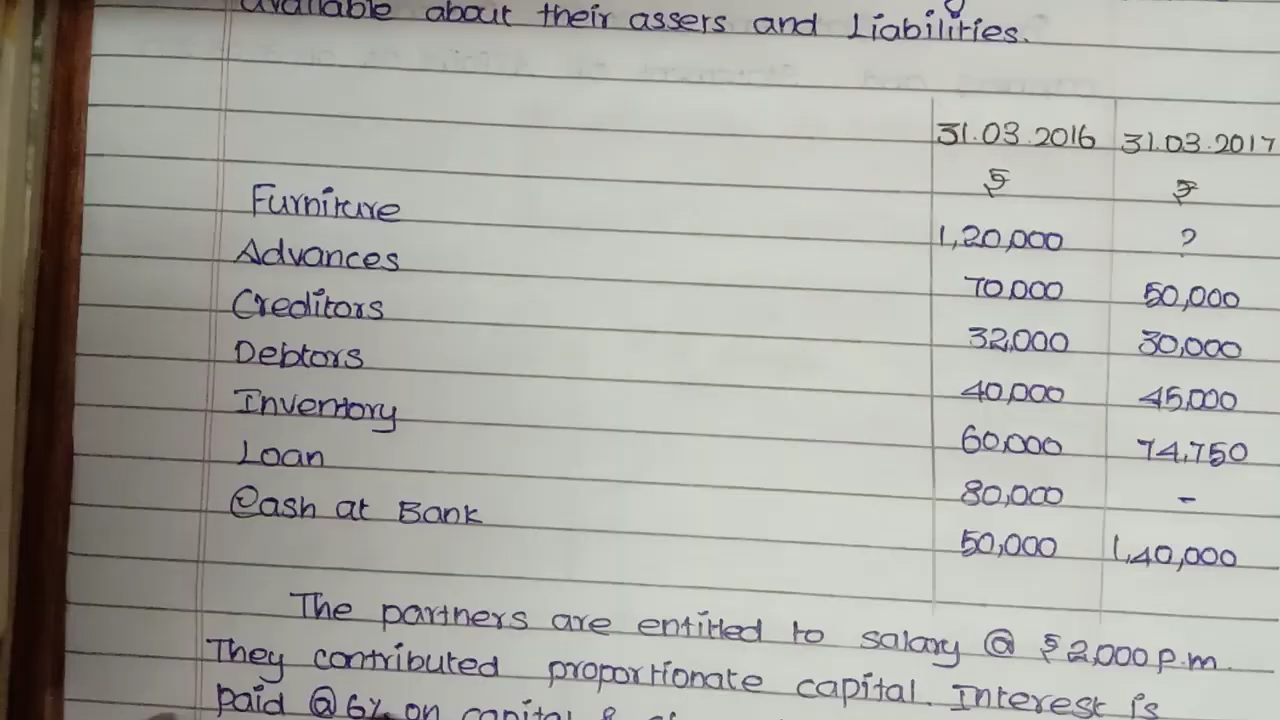 available about their assers and Liabilities.
31.03.2016 31.03.2017
₹ ₹
Furniture 1,20,000 ?
Advances 70,000 50,000
Creditors 32,000 30,000
Debtors 40,000 45,000
Inventory 60,000 74,750
Loan 80,000 -
Cash at Bank 50,000 1,40,000
The partners are entitled to salary @ ₹2,000 p.m.
They contributed proportionate capital. Interest is
paid @ 6% on capital &